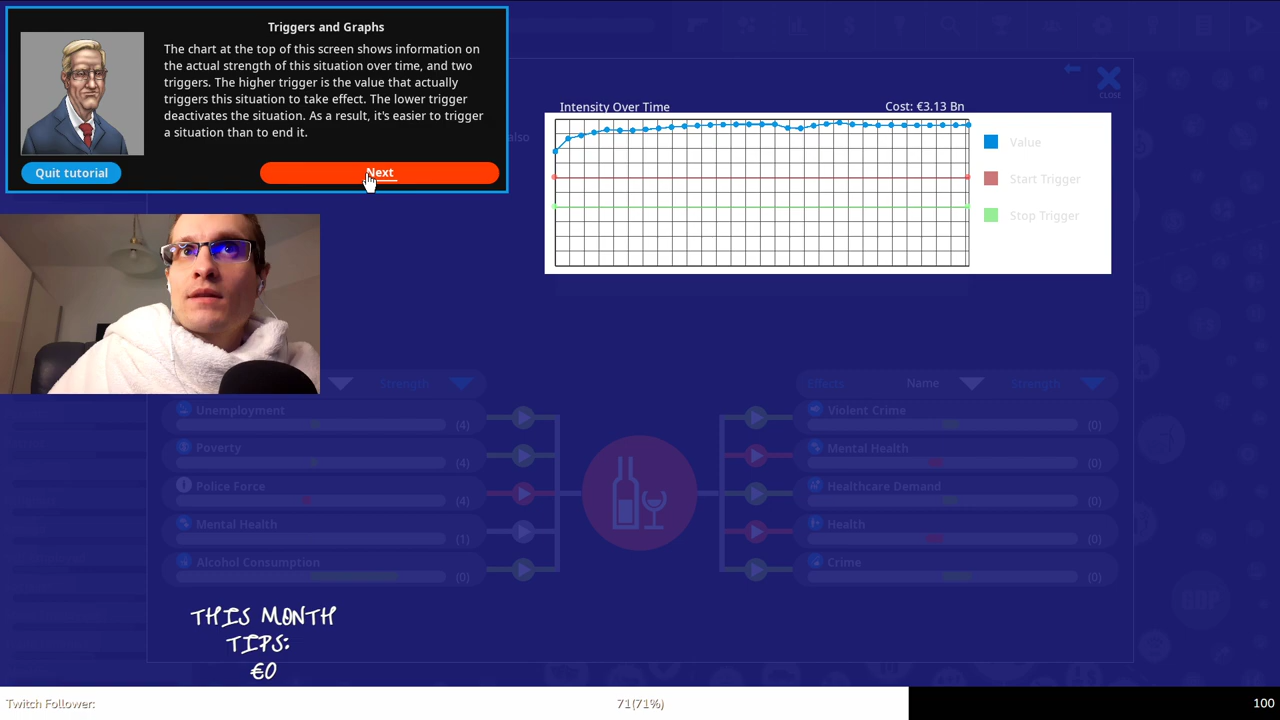 Triggers and Graphs
The chart at the top of this screen shows information on
the actual strength of this situation over time, and two
triggers. The higher trigger is the value that actually
triggers this situation to take effect. The lower trigger
deactivates the situation. As a result, it's easier to trigger
a situation than to end it.
Quit tutorial
Next
also
CLOSE
Intensity Over Time
Cost: €3.13 Bn
Value
Start Trigger
Stop Trigger
Strength
Effects
Name
Strength
Unemployment
(4)
Poverty
(4)
Police Force
(4)
Mental Health
(1)
Alcohol Consumption
(0)
Violent Crime
(0)
Mental Health
(0)
Healthcare Demand
(0)
Health
(0)
Crime
(0)
GDP
THIS MONTH
TIPS:
€0
Twitch Follower:
71(71%)
100